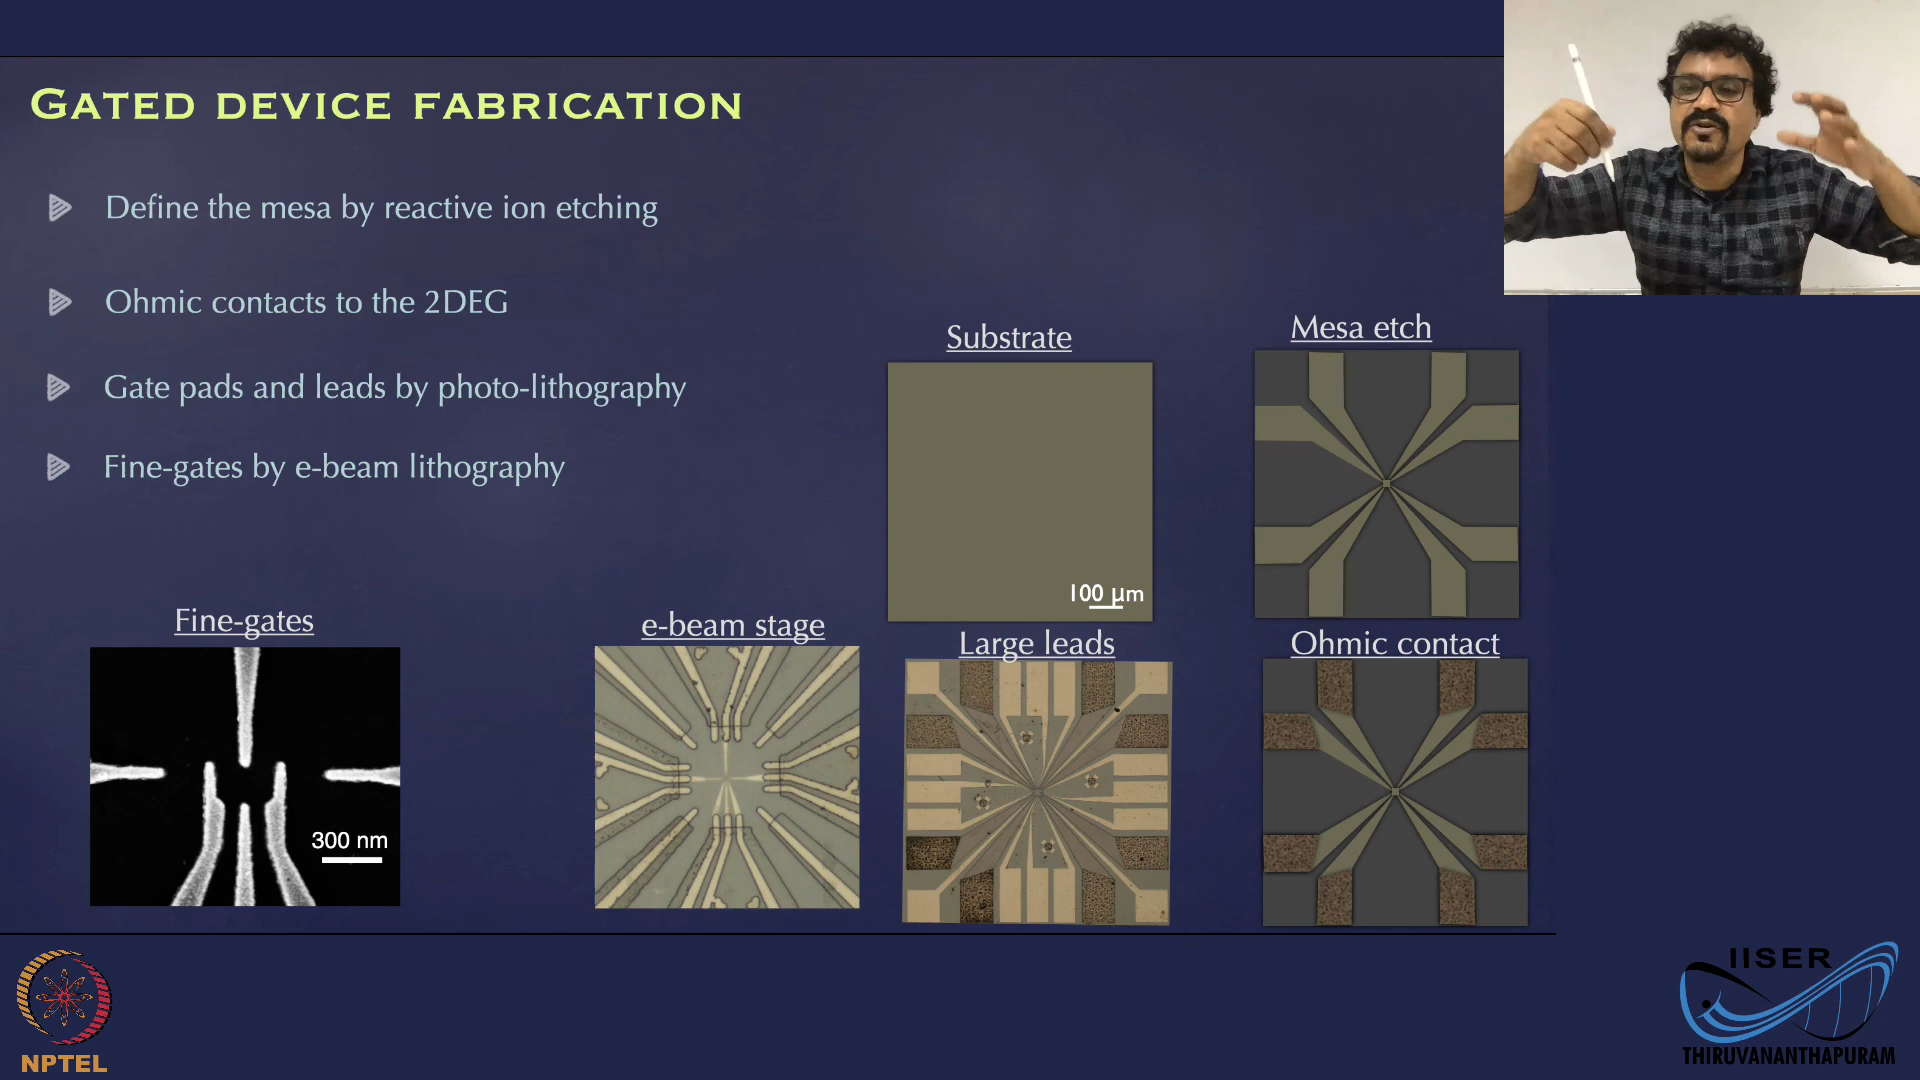 GATED DEVICE FABRICATION
Define the mesa by reactive ion etching
Ohmic contacts to the 2DEG
Gate pads and leads by photo-lithography
Fine-gates by e-beam lithography
Substrate
100 µm
Mesa etch
Fine-gates
300 nm
e-beam stage
Large leads
Ohmic contact
NPTEL
IISER
THIRUVANANTHAPURAM